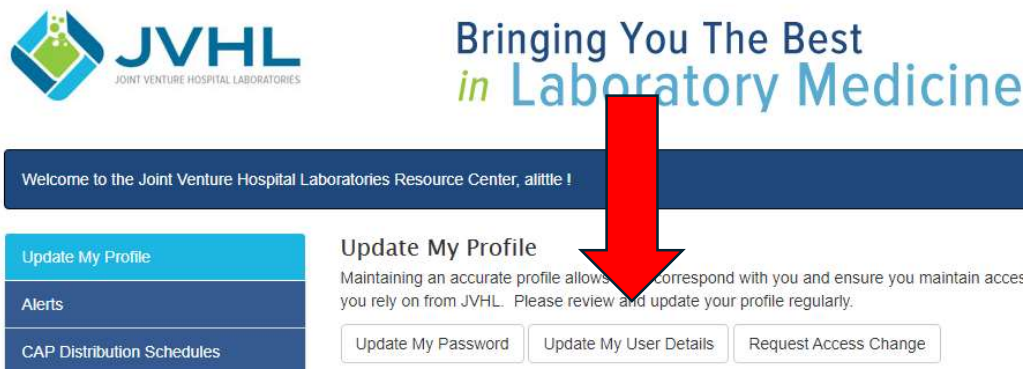 JVHL
JOINT VENTURE HOSPITAL LABORATORIES
Bringing You The Best
in Laboratory Medicine
Welcome to the Joint Venture Hospital Laboratories Resource Center, alittle !
Update My Profile
Alerts
CAP Distribution Schedules
Update My Profile
Maintaining an accurate profile allows correspond with you and ensure you maintain acces
you rely on from JVHL. Please review and update your profile regularly.
Update My Password
Update My User Details
Request Access Change